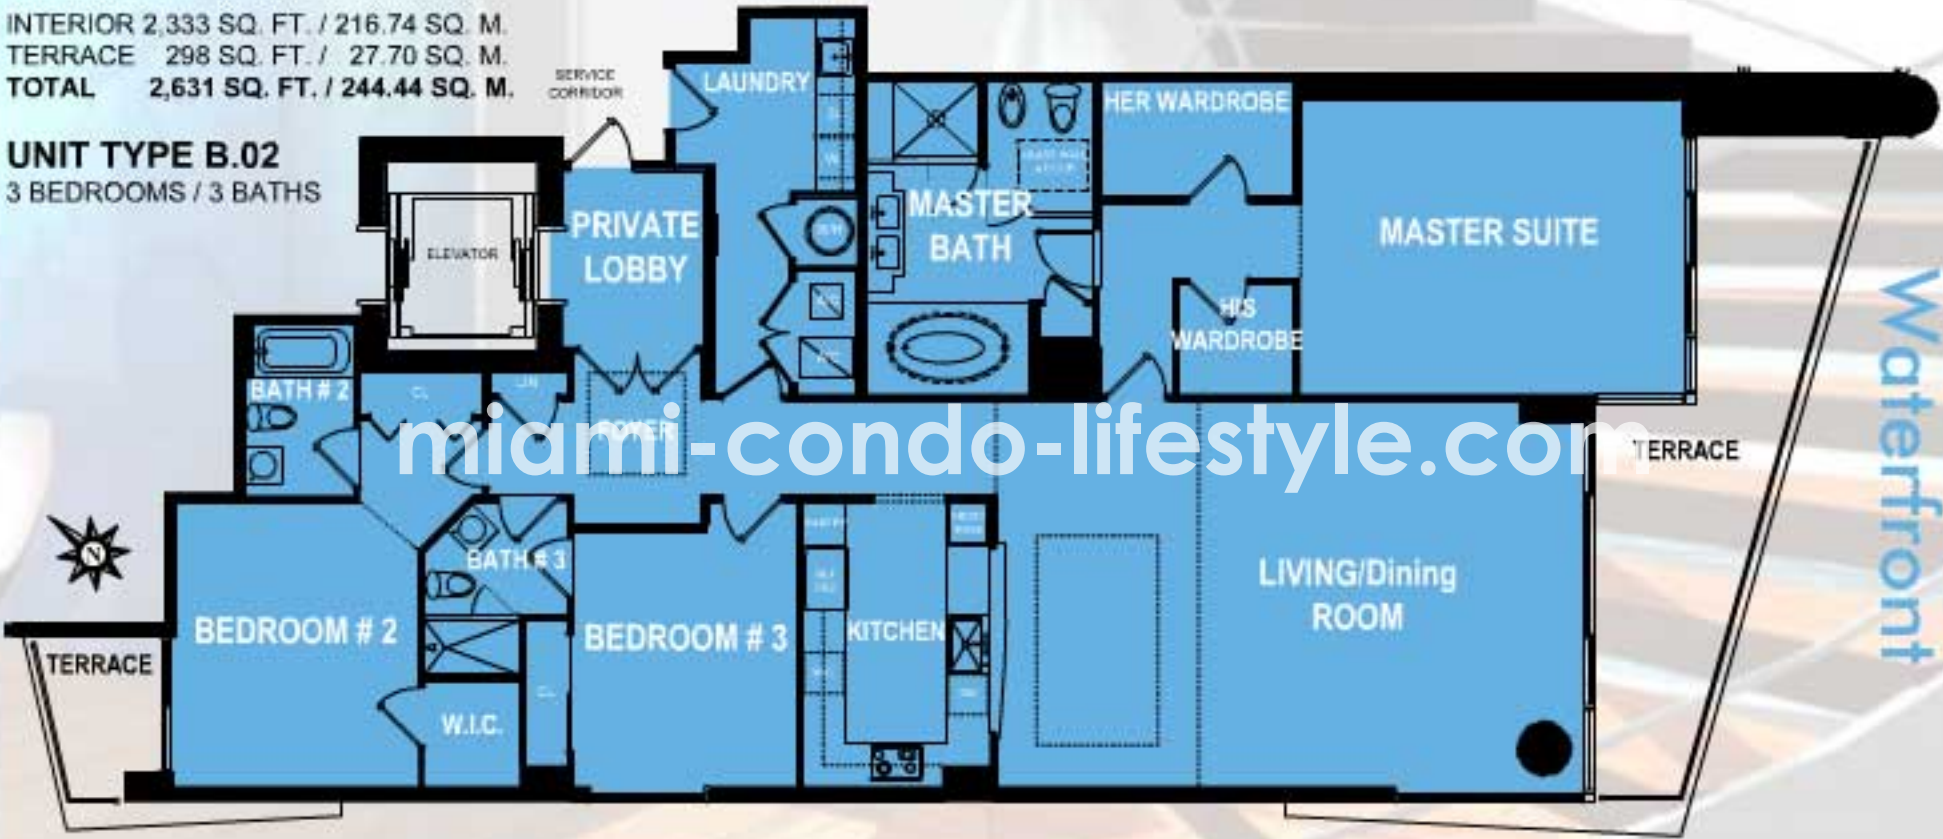 INTERIOR 2,333 SQ. FT. / 216.74 SQ. M.
TERRACE 298 SQ. FT. / 27.70 SQ. M.
TOTAL 2,631 SQ. FT. / 244.44 SQ. M.
UNIT TYPE B.02
3 BEDROOMS / 3 BATHS
SERVICE
CORRIDOR
LAUNDRY
ELEVATOR
PRIVATE
LOBBY
MASTER
BATH
HER WARDROBE
HIS
WARDROBE
MASTER SUITE
Waterfront
BATH # 2
CL
LIN
FOYER
miami-condo-lifestyle.com
TERRACE
N
BATH # 3
BEDROOM # 2
BEDROOM # 3
KITCHEN
LIVING/Dining
ROOM
TERRACE
W.I.C.
CL